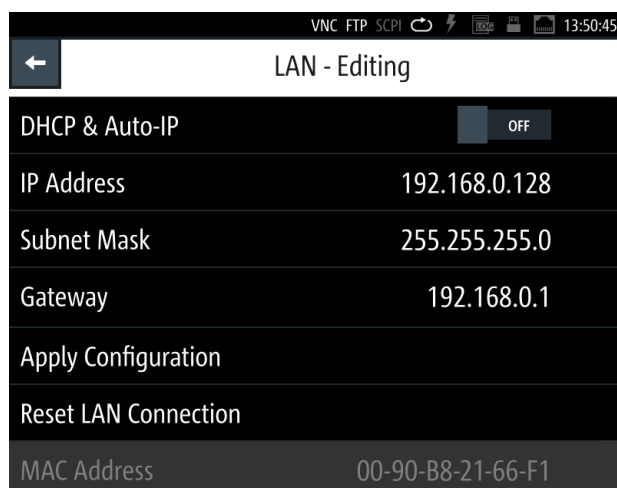 VNC FTP SCPI LOG 13:50:45
LAN - Editing
DHCP & Auto-IP OFF
IP Address 192.168.0.128
Subnet Mask 255.255.255.0
Gateway 192.168.0.1
Apply Configuration
Reset LAN Connection
MAC Address 00-90-B8-21-66-F1